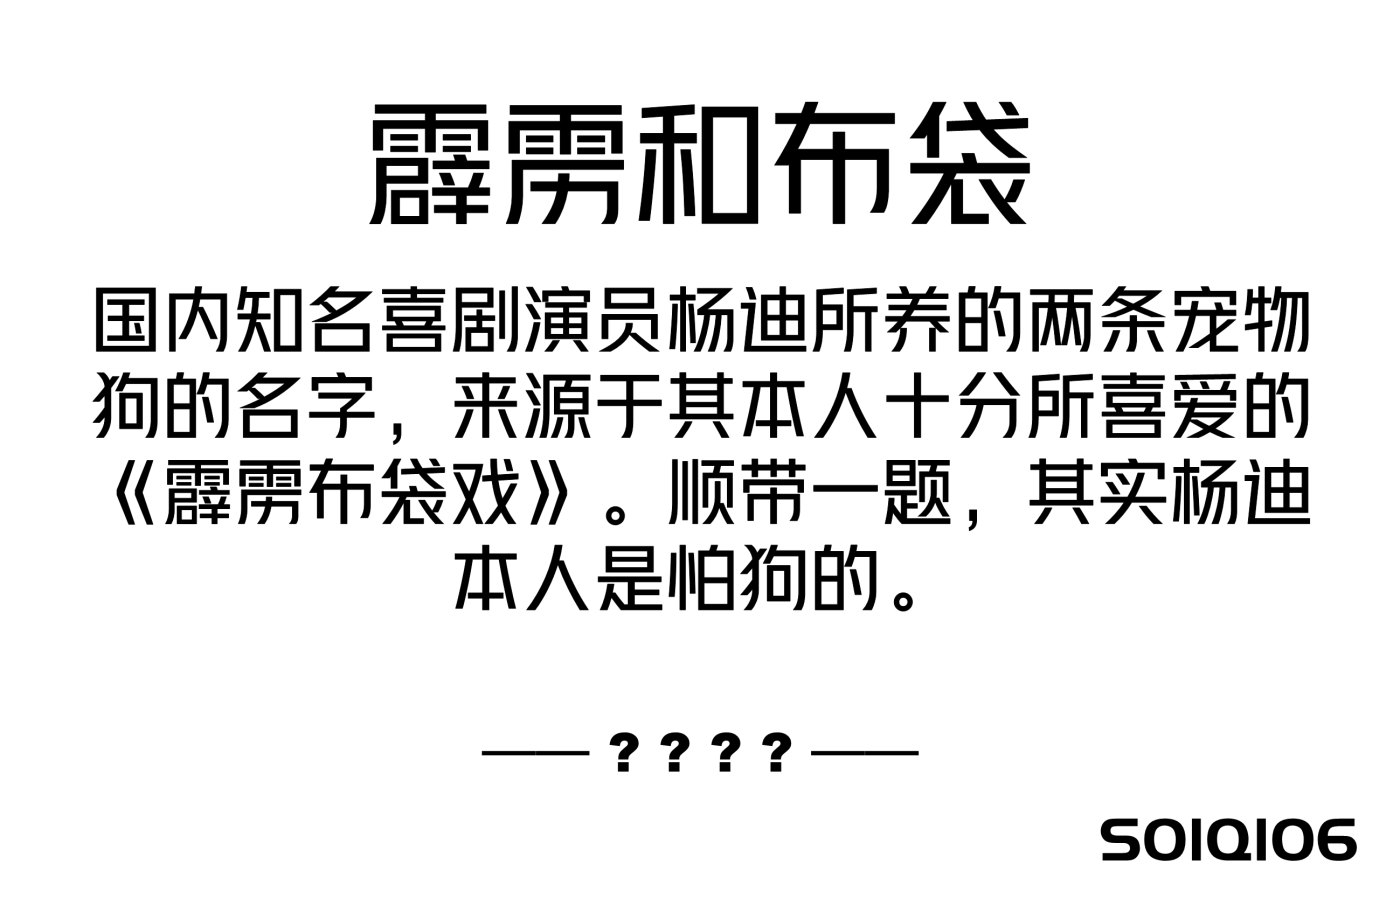 霹雳和布袋
国内知名喜剧演员杨迪所养的两条宠物
狗的名字，来源于其本人十分所喜爱的
《霹雳布袋戏》。顺带一题，其实杨迪
本人是怕狗的。
——？？？？——
S01Q106